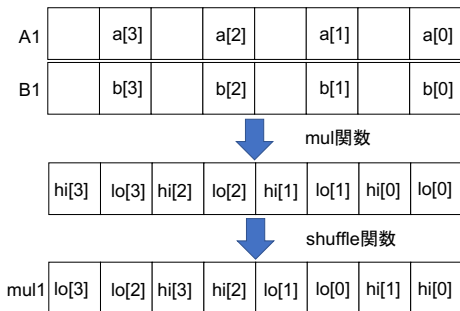 A1 a[3] a[2] a[1] a[0]
B1 b[3] b[2] b[1] b[0]
mul関数
hi[3] lo[3] hi[2] lo[2] hi[1] lo[1] hi[0] lo[0]
shuffle関数
mul1 lo[3] lo[2] hi[3] hi[2] lo[1] lo[0] hi[1] hi[0]